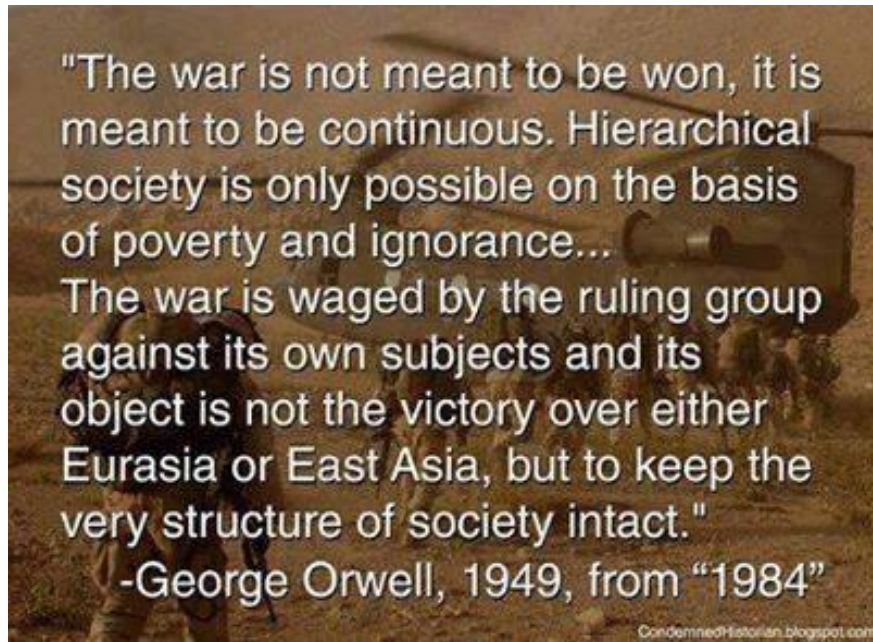 "The war is not meant to be won, it is
meant to be continuous. Hierarchical
society is only possible on the basis
of poverty and ignorance...
The war is waged by the ruling group
against its own subjects and its
object is not the victory over either
Eurasia or East Asia, but to keep the
very structure of society intact."
-George Orwell, 1949, from “1984”
CondemnedHistorian.blogspot.com